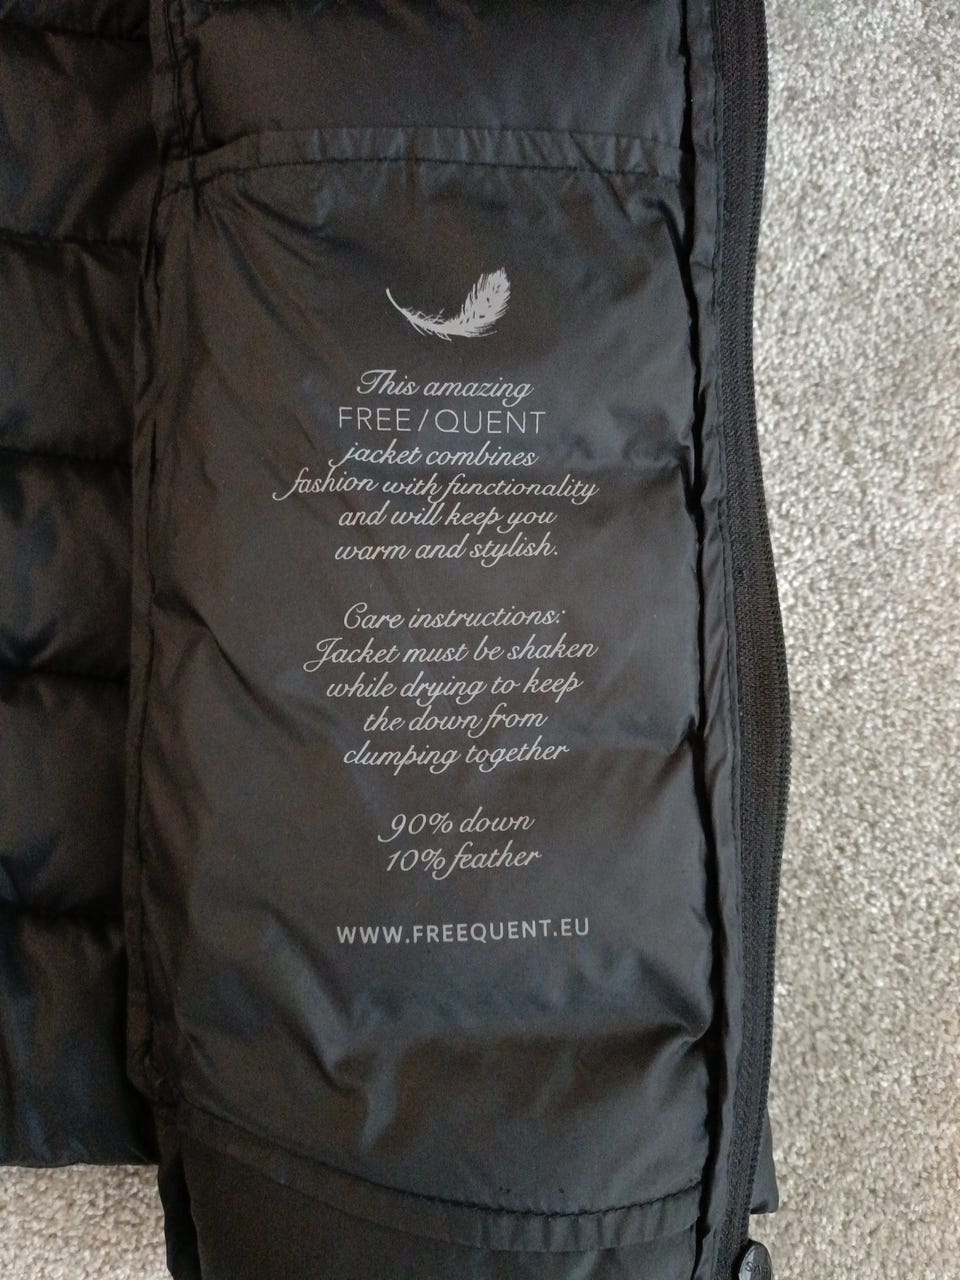 This amazing
FREE/QUENT
jacket combines
fashion with functionality
and will keep you
warm and stylish.
Care instructions:
Jacket must be shaken
while drying to keep
the down from
clumping together
90% down
10% feather
WWW.FREEQUENT.EU